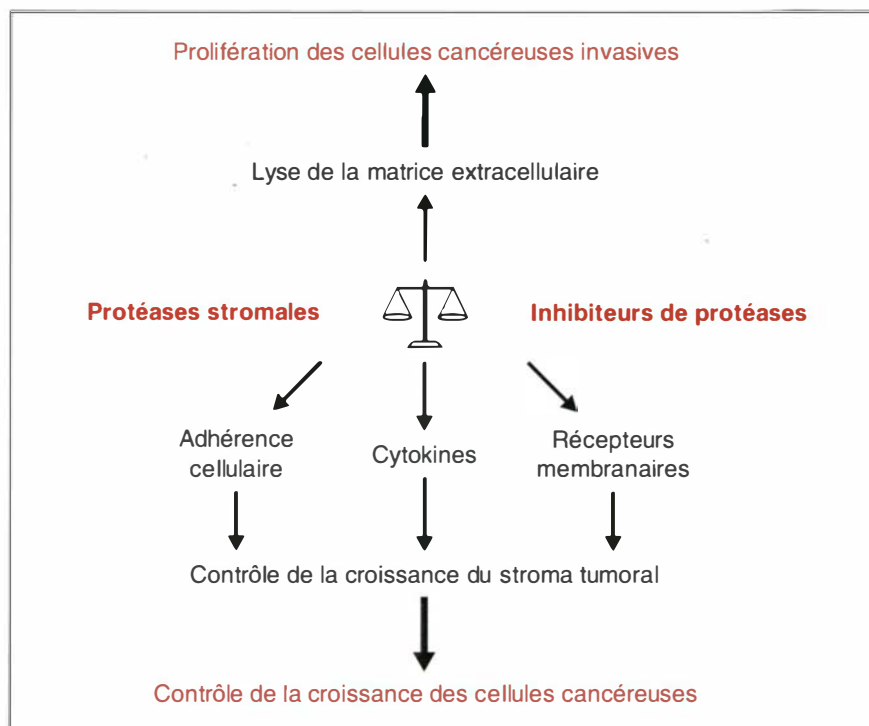 Prolifération des cellules cancéreuses invasives
Lyse de la matrice extracellulaire
Protéases stromales
Inhibiteurs de protéases
Adhérence
cellulaire
Cytokines
Récepteurs
membranaires
Contrôle de la croissance du stroma tumoral
Contrôle de la croissance des cellules cancéreuses